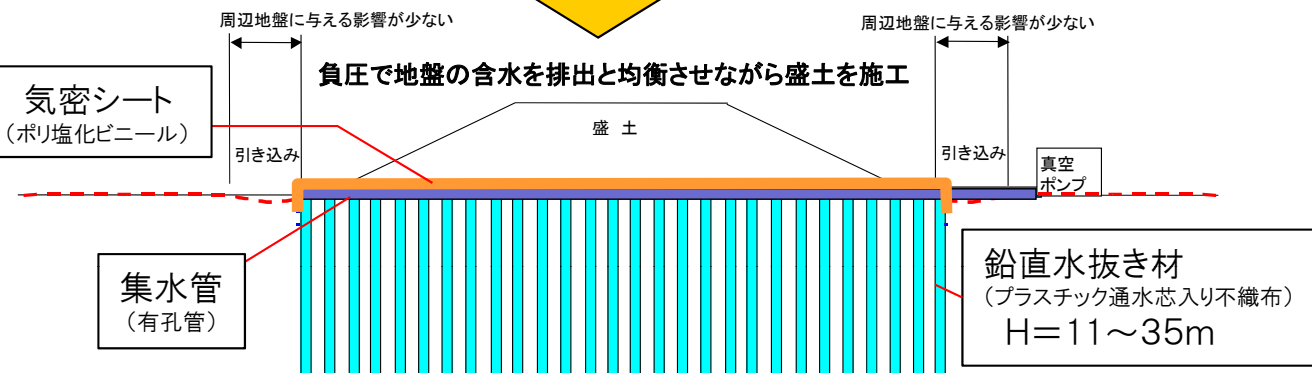 周辺地盤に与える影響が少ない
周辺地盤に与える影響が少ない
負圧で地盤の含水を排出と均衡させながら盛土を施工
気密シート
(ポリ塩化ビニール)
盛 土
引き込み
引き込み
真空
ポンプ
集水管
(有孔管)
鉛直水抜き材
(プラスチック通水芯入り不織布)
H=11~35m